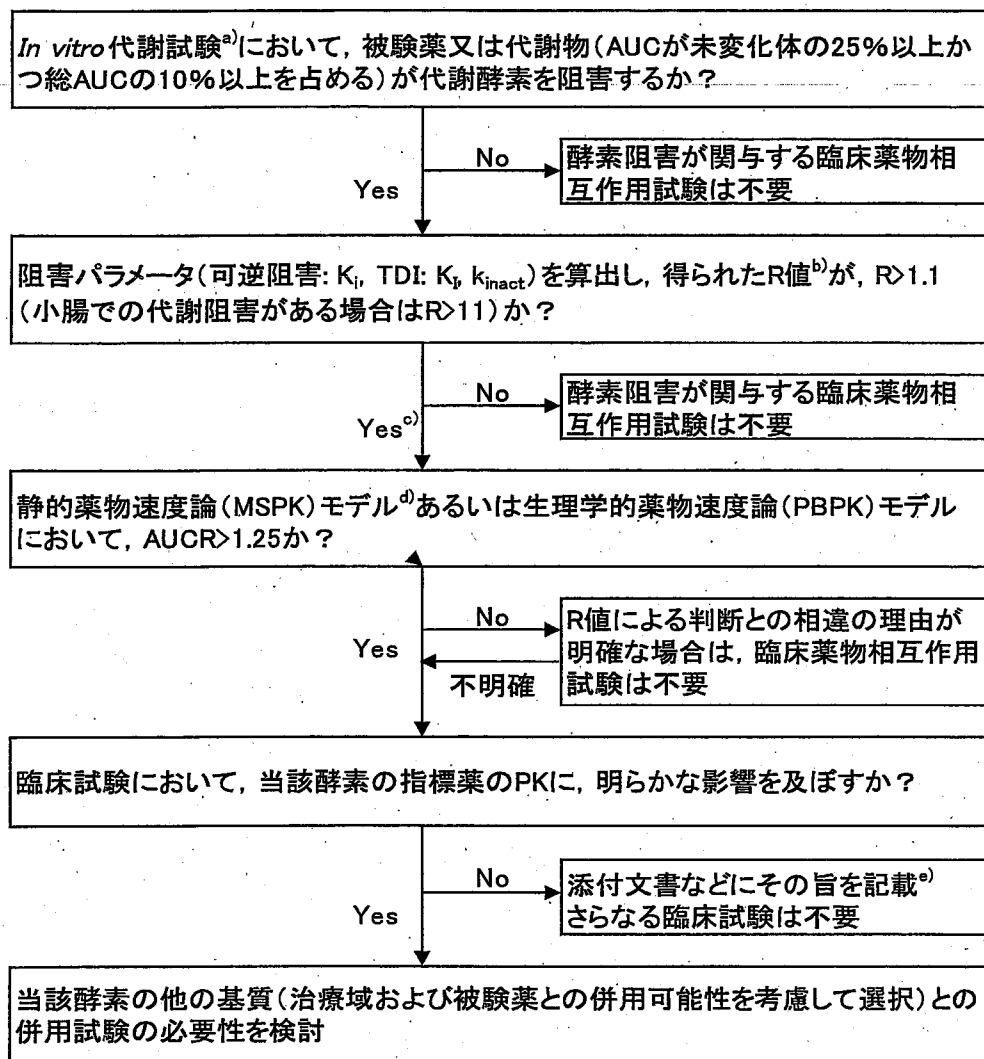 In vitro代謝試験a)において，被験薬又は代謝物（AUCが未変化体の25%以上か
つ総AUCの10%以上を占める）が代謝酵素を阻害するか？
No
Yes
酵素阻害が関与する臨床薬物相
互作用試験は不要
阻害パラメータ（可逆阻害: Ki, TDI: KI, kinact）を算出し，得られたR値b)が，R>1.1
（小腸での代謝阻害がある場合はR>11）か？
No
Yesc)
酵素阻害が関与する臨床薬物相
互作用試験は不要
静的薬物速度論（MSPK）モデルd)あるいは生理学的薬物速度論（PBPK）モデル
において，AUCR>1.25か？
No
Yes
不明確
R値による判断との相違の理由が
明確な場合は，臨床薬物相互作用
試験は不要
臨床試験において，当該酵素の指標薬のPKに，明らかな影響を及ぼすか？
No
Yes
添付文書などにその旨を記載e)
さらなる臨床試験は不要
当該酵素の他の基質（治療域および被験薬との併用可能性を考慮して選択）との
併用試験の必要性を検討